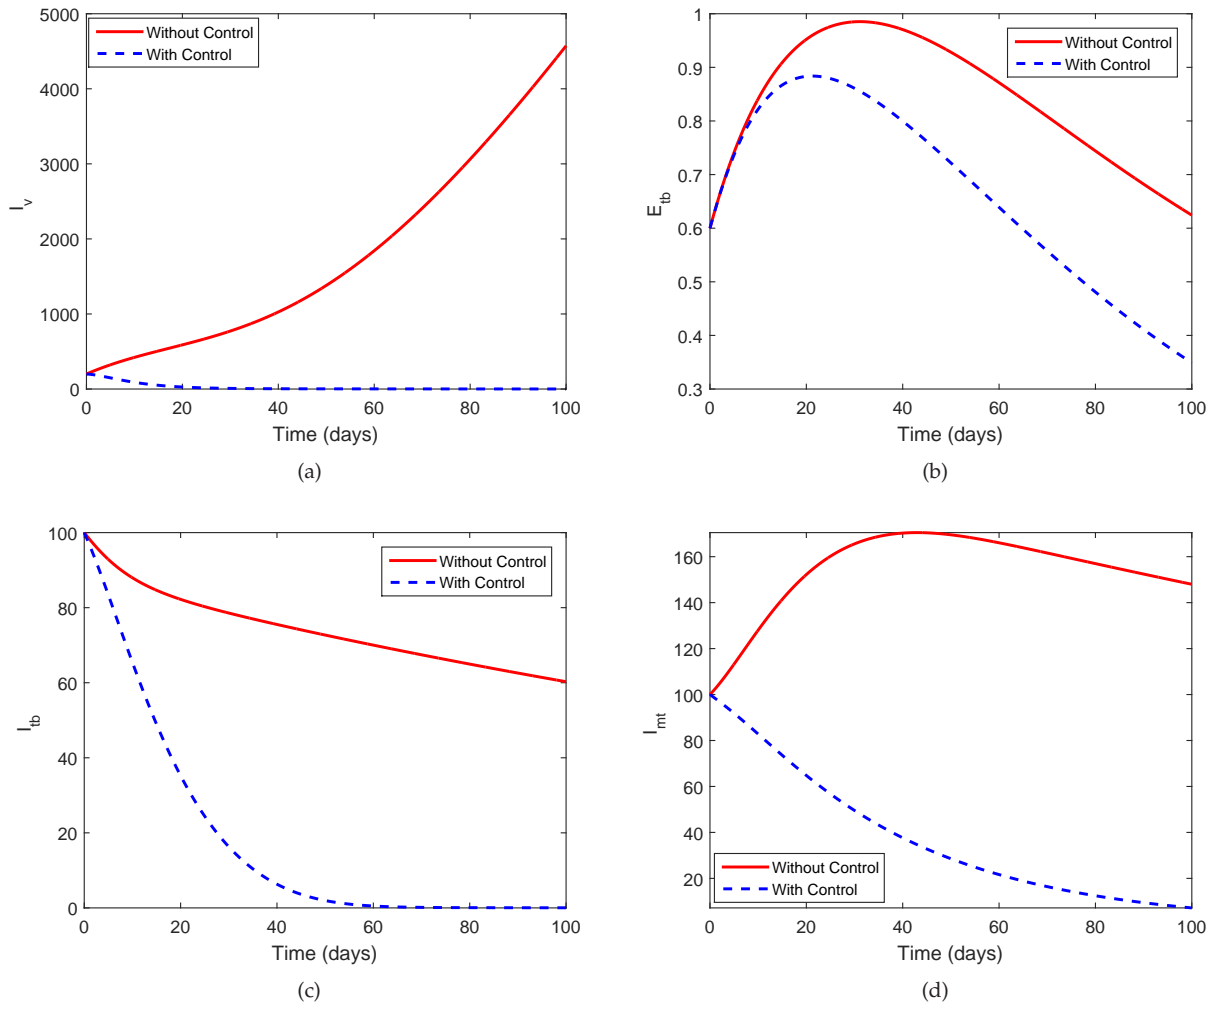 5000
4000
3000
2000
1000
0
I_v
Without Control
With Control
0 20 40 60 80 100
Time (days)
(a)
1
0.9
0.8
0.7
0.6
0.5
0.4
0.3
E_tb
Without Control
With Control
0 20 40 60 80 100
Time (days)
(b)
100
80
60
40
20
0
I_tb
Without Control
With Control
0 20 40 60 80 100
Time (days)
(c)
160
140
120
100
80
60
40
20
I_mt
Without Control
With Control
0 20 40 60 80 100
Time (days)
(d)